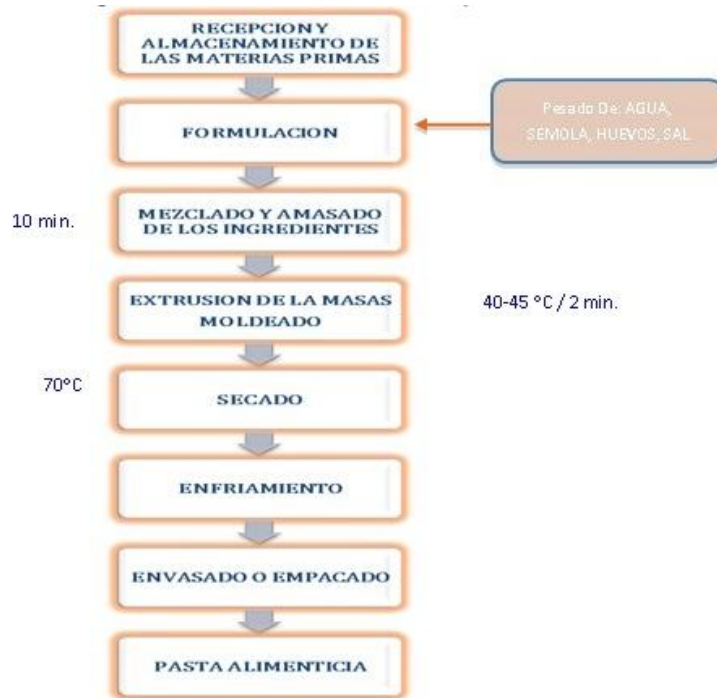 RECEPCION Y
ALMACENAMIENTO DE
LAS MATERIAS PRIMAS
FORMULACION
Pesado De: AGUA,
SEMOLA, HUEVOS, SAL
10 min.
MEZCLADO Y AMASADO
DE LOS INGREDIENTES
EXTRUSION DE LA MASAS
MOLDEADO
40-45 °C / 2 min.
70°C
SECADO
ENFRIAMIENTO
ENVASADO O EMPACADO
PASTA ALIMENTICIA